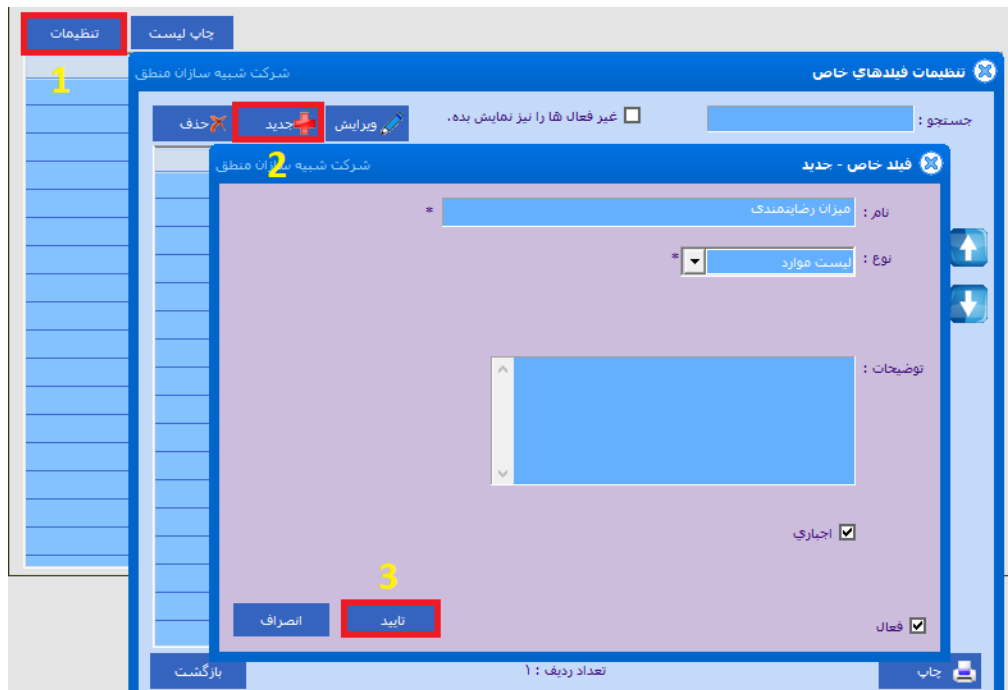 چاپ لیست
تنظیمات
1
تنظیمات فیلدهاي خاص
شرکت شبیه سازان منطق
جستجو :
غیر فعال ها را نیز نمایش بده.
ویرایش
جدید
حذف
2
فیلد خاص - جدید
شرکت شبیه سازان منطق
نام :
میزان رضایتمندی
*
نوع :
لیست موارد
*
توضیحات :
اجباري
3
تایید
انصراف
فعال
چاپ
تعداد ردیف : ۱
بازگشت